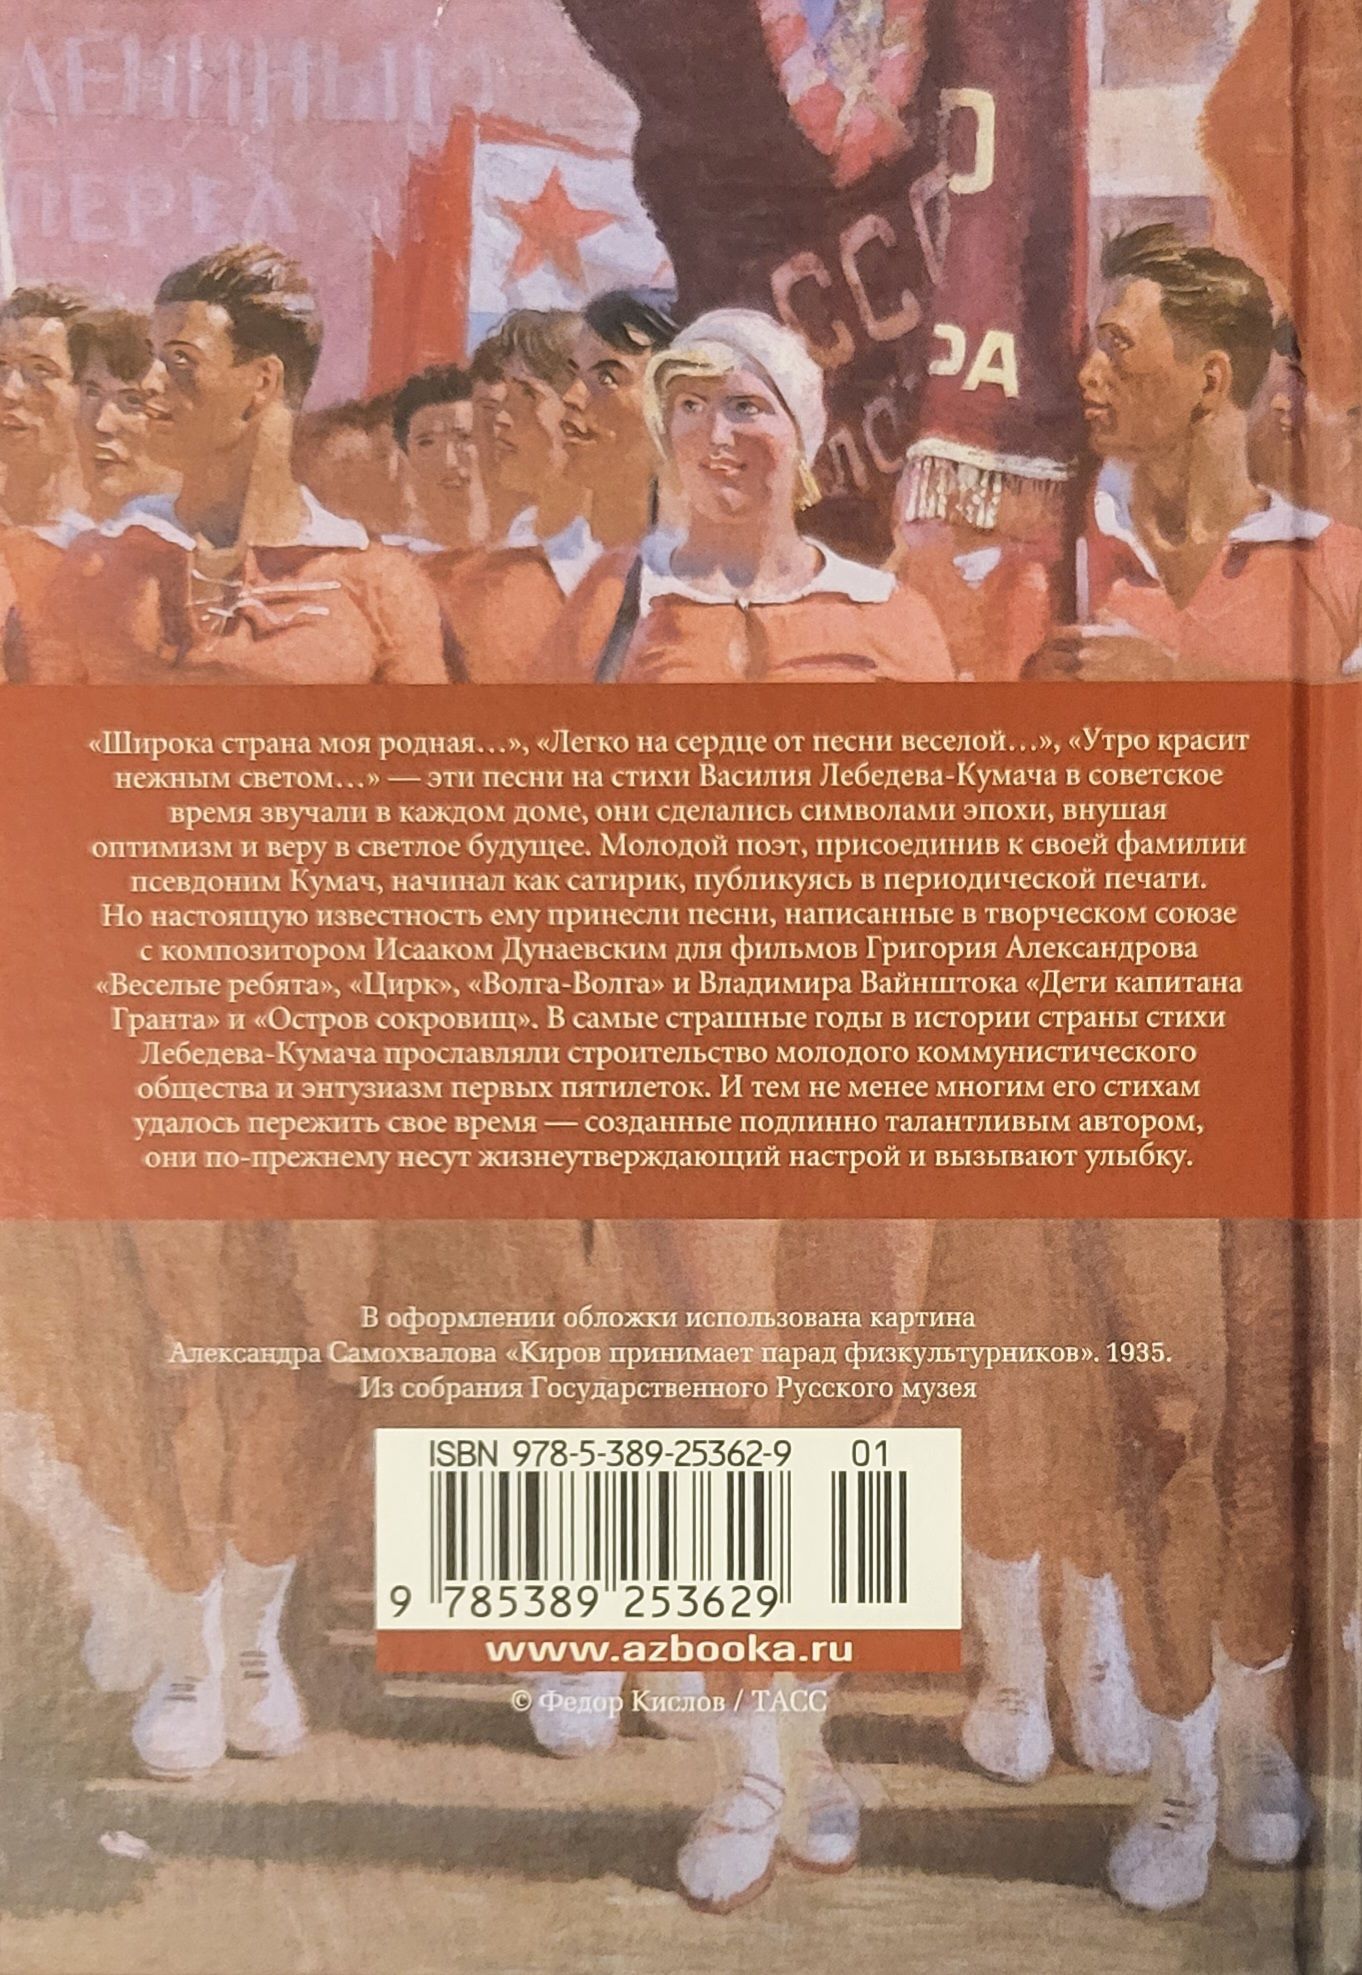 ЛЕННЫМ
ПЕРЕД
О
СССР
РА
«Широка страна моя родная…», «Легко на сердце от песни веселой…», «Утро красит
нежным светом…» — эти песни на стихи Василия Лебедева-Кумача в советское
время звучали в каждом доме, они сделались символами эпохи, внушая
оптимизм и веру в светлое будущее. Молодой поэт, присоединив к своей фамилии
псевдоним Кумач, начинал как сатирик, публикуясь в периодической печати.
Но настоящую известность ему принесли песни, написанные в творческом союзе
с композитором Исааком Дунаевским для фильмов Григория Александрова
«Веселые ребята», «Цирк», «Волга-Волга» и Владимира Вайнштока «Дети капитана
Гранта» и «Остров сокровищ». В самые страшные годы в истории страны стихи
Лебедева-Кумача прославляли строительство молодого коммунистического
общества и энтузиазм первых пятилеток. И тем не менее многим его стихам
удалось пережить свое время — созданные подлинно талантливым автором,
они по-прежнему несут жизнеутверждающий настрой и вызывают улыбку.
В оформлении обложки использована картина
Александра Самохвалова «Киров принимает парад физкультурников». 1935.
Из собрания Государственного Русского музея
ISBN 978-5-389-25362-9 01
9 785389 253629
www.azbooka.ru
© Федор Кислов / ТАСС